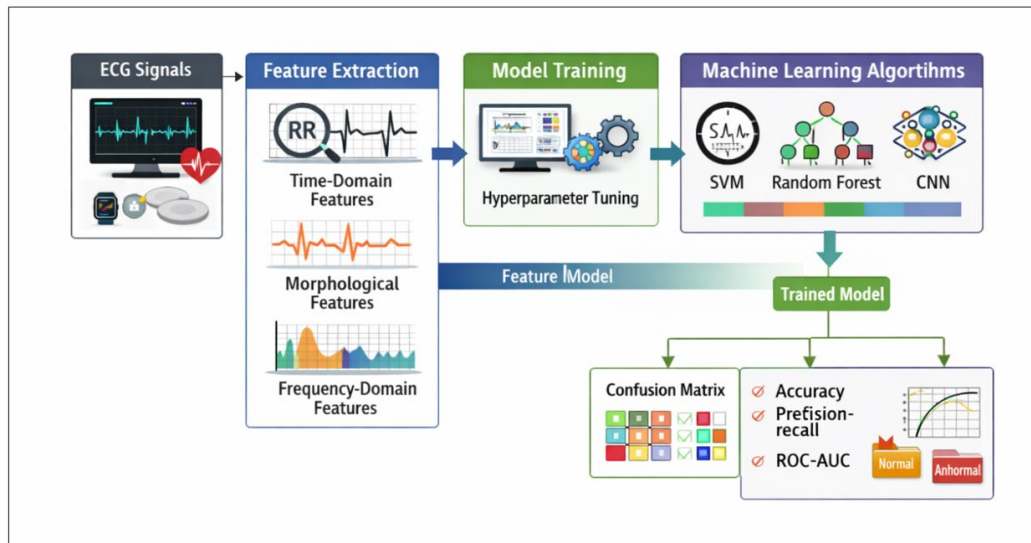 ECG Signals
Feature Extraction
RR
Time-Domain
Features
Morphological
Features
Frequency-Domain
Features
Model Training
Hyperparameter Tuning
Machine Learning Algortihms
SVM
Random Forest
CNN
Feature Model
Trained Model
Confusion Matrix
Accuracy
Prefision-
recall
ROC-AUC
Normal
Anhormal